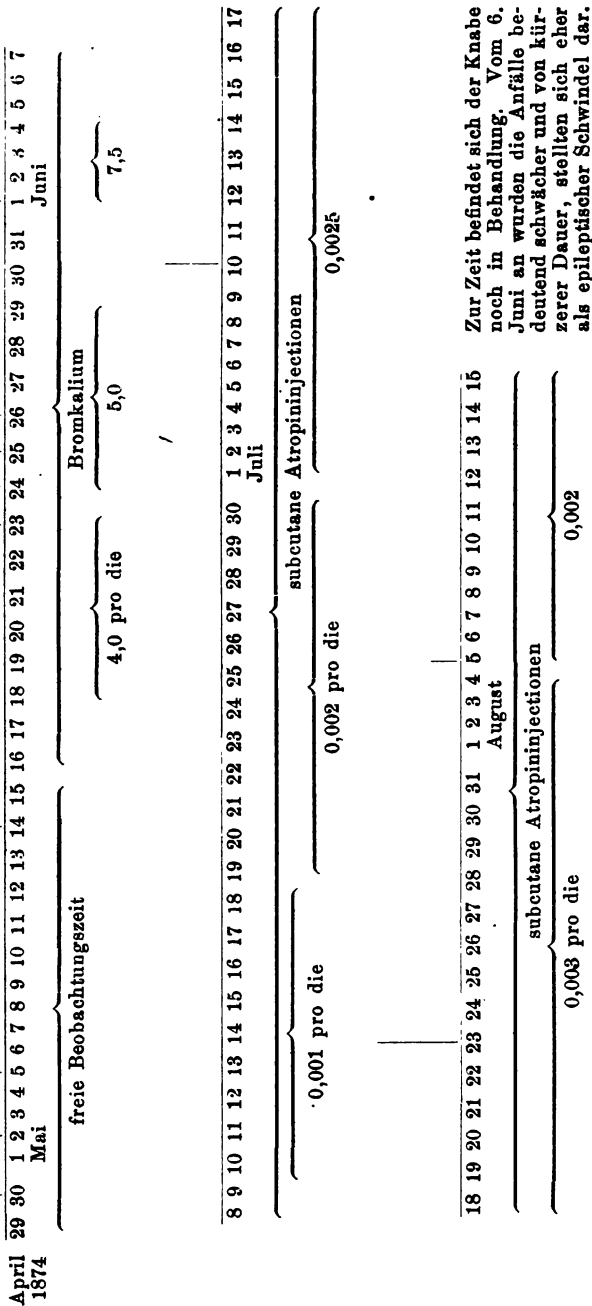 April 29 30 1 2 3 4 5 6 7 8 9 10 11 12 13 14 15 16 17 18 19 20 21 22 23 24 25 26 27 28 29 30 31 1 2 3 4 5 6 7
1874 Mai Juni
freie Beobachtungszeit Bromkalium
4,0 pro die 5,0 7,5
8 9 10 11 12 13 14 15 16 17 18 19 20 21 22 23 24 25 26 27 28 29 30 1 2 3 4 5 6 7 8 9 10 11 12 13 14 15 16 17
Juli
subcutane Atropininjectionen
0,001 pro die 0,002 pro die 0,0025
18 19 20 21 22 23 24 25 26 27 28 29 30 31 1 2 3 4 5 6 7 8 9 10 11 12 13 14 15
August
subcutane Atropininjectionen
0,003 pro die 0,002
Zur Zeit befindet sich der Knabe
noch in Behandlung. Vom 6.
Juni an wurden die Anfälle be-
deutend schwächer und von kür-
zerer Dauer, stellten sich eher
als epileptischer Schwindel dar.